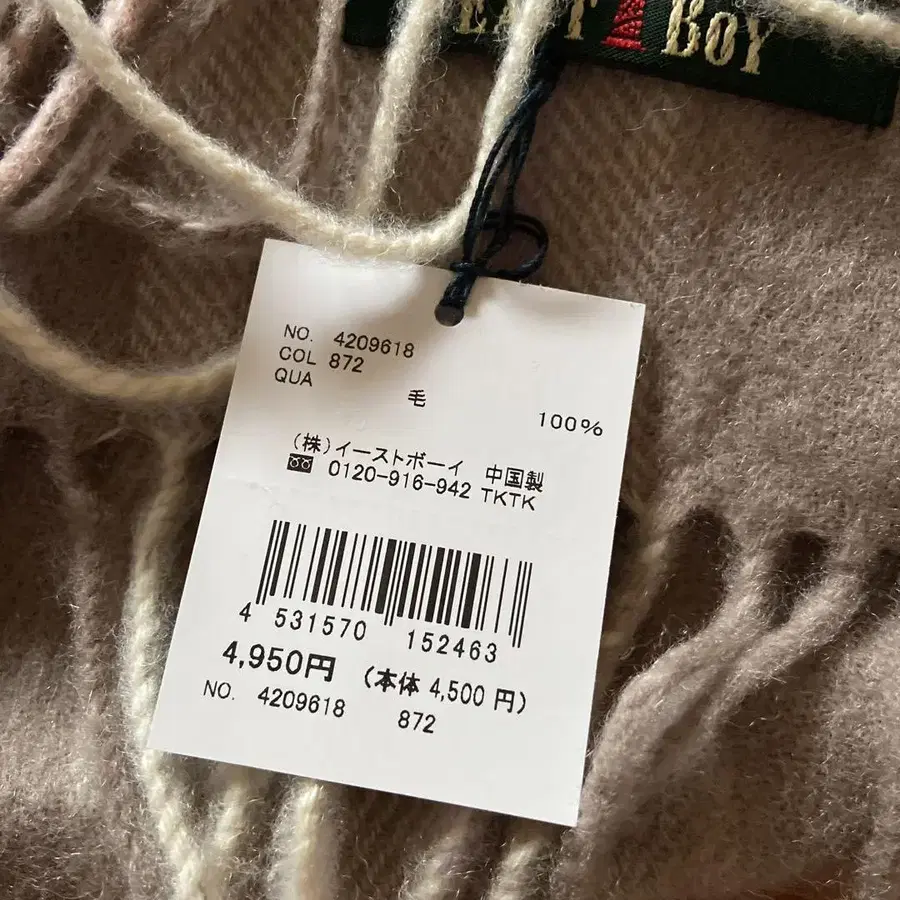 BOY
NO. 4209618
COL 872
QUA
毛
100%
(株)イーストボーイ 中国製
0120-916-942 TKTK
4 531570 152463
4,950円 (本体 4,500 円)
NO. 4209618 872